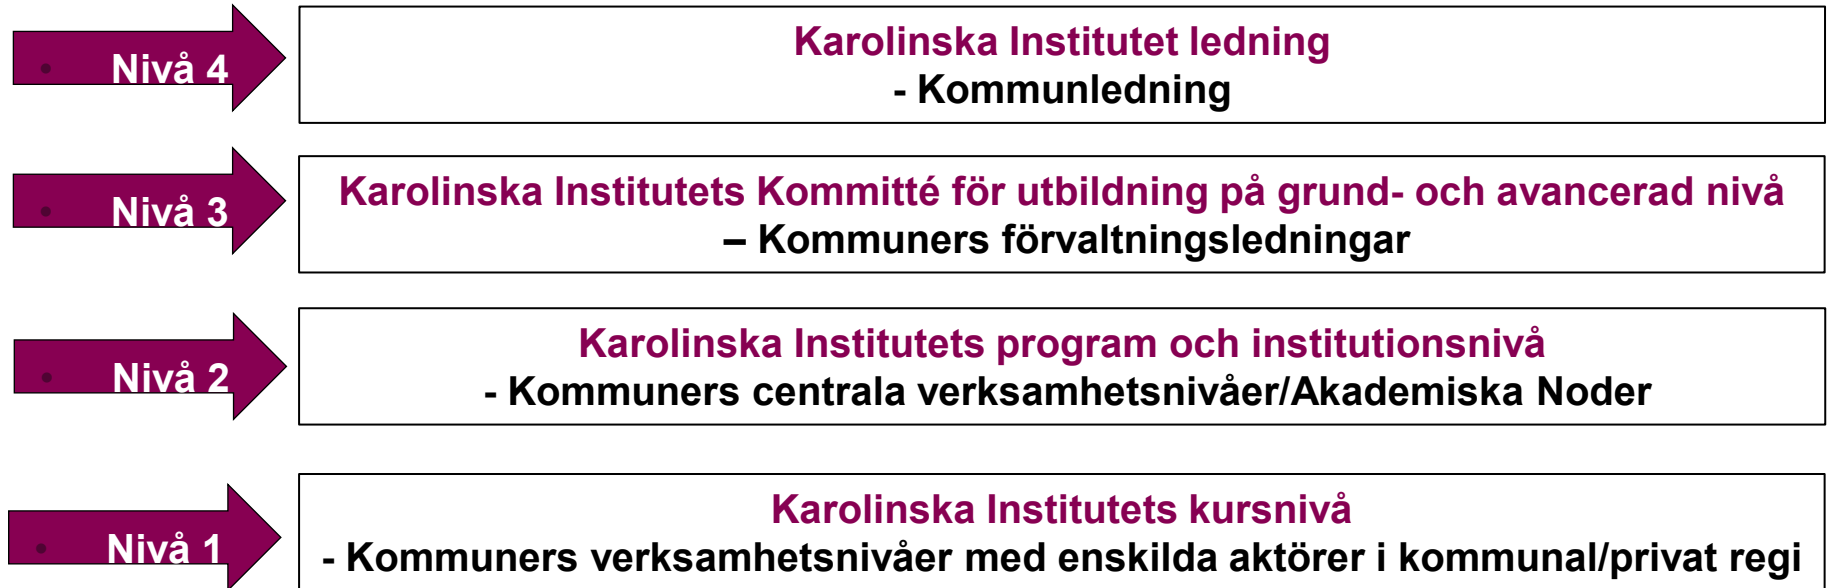 Nivå 4
Karolinska Institutet ledning
- Kommunledning
Nivå 3
Karolinska Institutets Kommitté för utbildning på grund- och avancerad nivå
– Kommuners förvaltningsledningar
Nivå 2
Karolinska Institutets program och institutionsnivå
- Kommuners centrala verksamhetsnivåer/Akademiska Noder
Nivå 1
Karolinska Institutets kursnivå
- Kommuners verksamhetsnivåer med enskilda aktörer i kommunal/privat regi